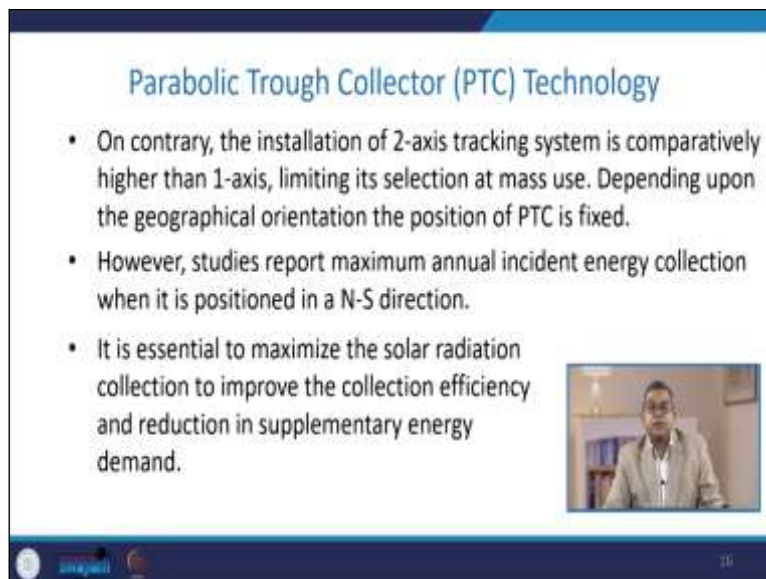 Parabolic Trough Collector (PTC) Technology
• On contrary, the installation of 2-axis tracking system is comparatively
higher than 1-axis, limiting its selection at mass use. Depending upon
the geographical orientation the position of PTC is fixed.
• However, studies report maximum annual incident energy collection
when it is positioned in a N-S direction.
• It is essential to maximize the solar radiation
collection to improve the collection efficiency
and reduction in supplementary energy
demand.
swayam
16